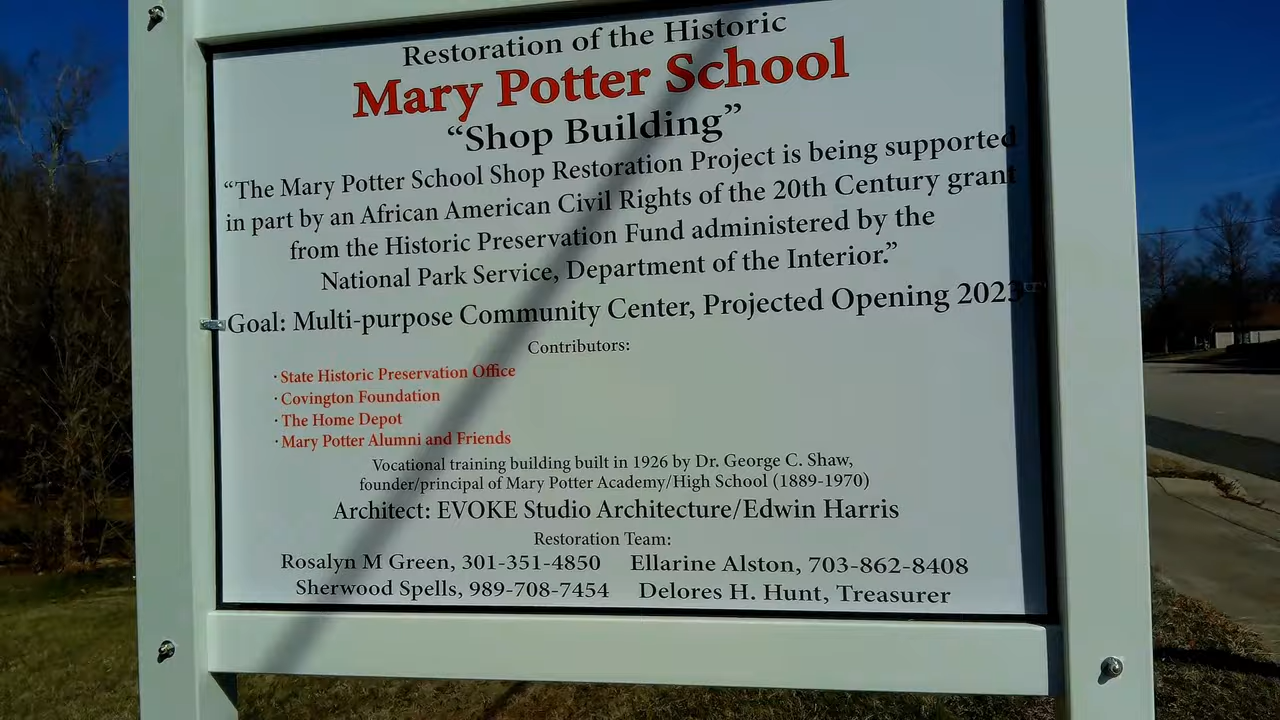 Restoration of the Historic
Mary Potter School
“Shop Building”
“The Mary Potter School Shop Restoration Project is being supported
in part by an African American Civil Rights of the 20th Century grant
from the Historic Preservation Fund administered by the
National Park Service, Department of the Interior.”
Goal: Multi-purpose Community Center, Projected Opening 2023
Contributors:
· State Historic Preservation Office
· Covington Foundation
· The Home Depot
· Mary Potter Alumni and Friends
Vocational training building built in 1926 by Dr. George C. Shaw,
founder/principal of Mary Potter Academy/High School (1889-1970)
Architect: EVOKE Studio Architecture/Edwin Harris
Restoration Team:
Rosalyn M Green, 301-351-4850 Ellarine Alston, 703-862-8408
Sherwood Spells, 989-708-7454 Delores H. Hunt, Treasurer